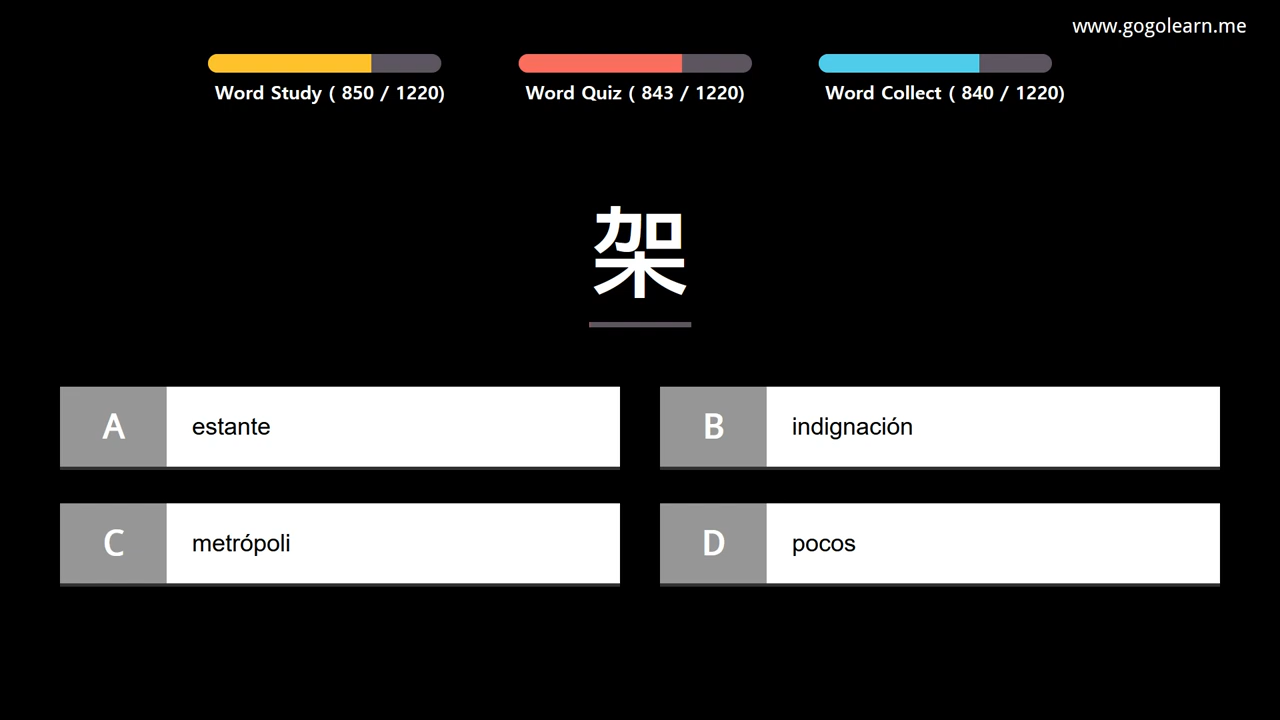 www.gogolearn.me
Word Study ( 850 / 1220)
Word Quiz ( 843 / 1220)
Word Collect ( 840 / 1220)
架
A estante
B indignación
C metrópoli
D pocos